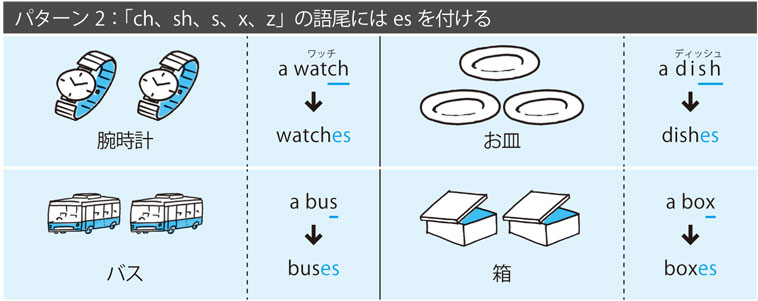 パターン2:「ch、sh、s、x、z」の語尾には es を付ける
ワッチ
a watch
watches
腕時計
ディッシュ
a dish
dishes
お皿
a bus
buses
バス
a box
boxes
箱